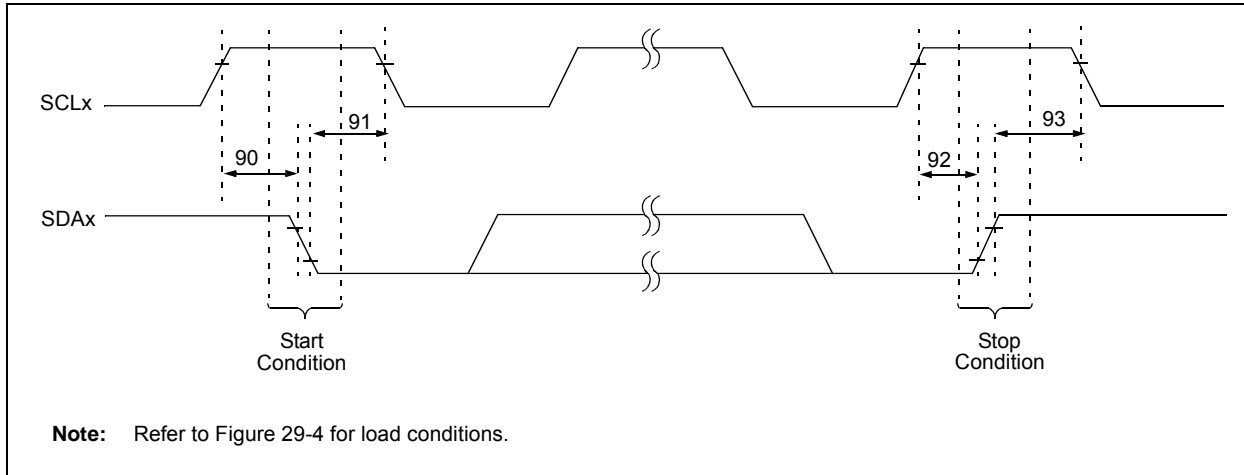 SCLx
91
93
90
92
SDAx
Start
Condition
Stop
Condition
Note: Refer to Figure 29-4 for load conditions.